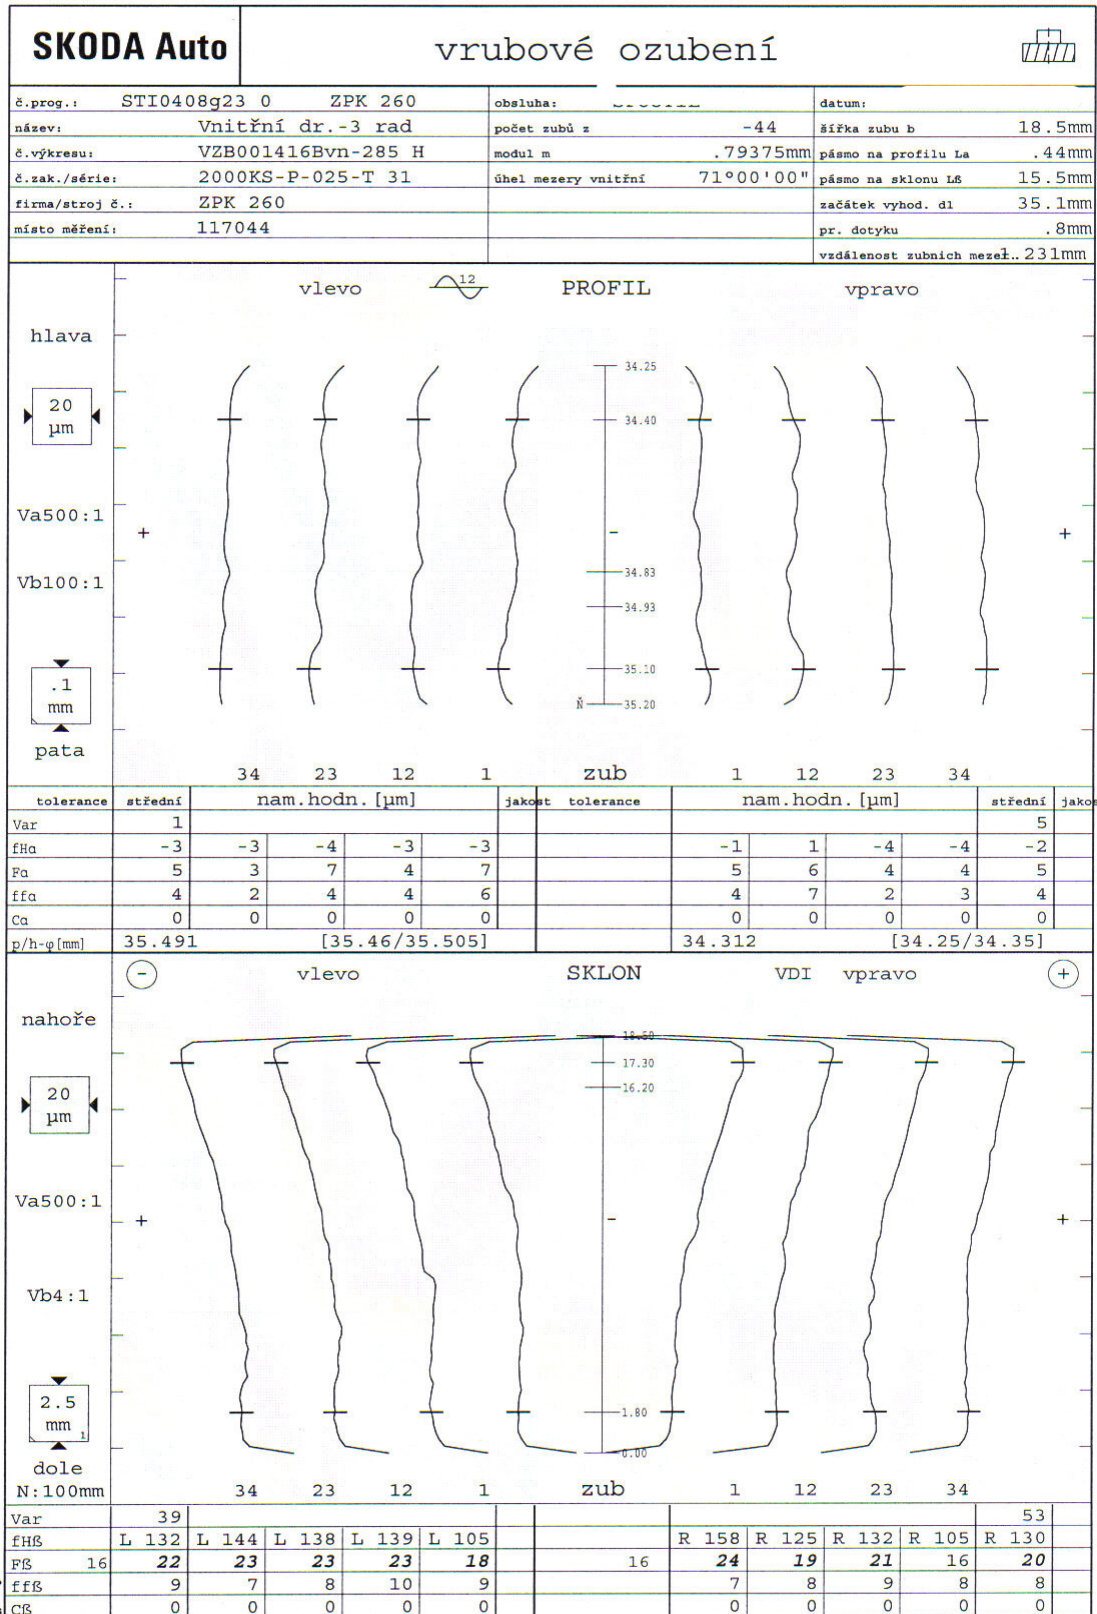 SKODA Auto
vrubové ozubení
č.prog.: STI0408g23 0 ZPK 260 obsluha: datum:
název: Vnitřní dr.-3 rad počet zubů z -44 šířka zubu b 18.5mm
č.výkresu: VZB001416Bvn-285 H modul m .79375mm pásmo na profilu La .44mm
č.zak./série: 2000KS-P-025-T 31 úhel mezery vnitřní 71°00'00" pásmo na sklonu Lß 15.5mm
firma/stroj č.: ZPK 260 začátek vyhod. d1 35.1mm
místo měření: 117044 pr. dotyku .8mm
vzdálenost zubnich mezer. 231mm
vlevo 12 PROFIL vpravo
hlava
34.25
20 µm
34.40
Va500:1
+ - +
Vb100:1
34.83
34.93
35.10
.1 mm
Ň 35.20
pata
34 23 12 1 zub 1 12 23 34
tolerance střední nam.hodn.[µm] jakost tolerance nam.hodn.[µm] střední jakos
Var 1 5
fHα -3 -3 -4 -3 -3 -1 1 -4 -4 -2
Fα 5 3 7 4 7 5 6 4 4 5
ffα 4 2 4 4 6 4 7 2 3 4
Cα 0 0 0 0 0 0 0 0 0 0
p/h-φ[mm] 35.491 [35.46/35.505] 34.312 [34.25/34.35]
- vlevo SKLON VDI vpravo +
nahoře
18.50
17.30
20 µm
16.20
Va500:1
+ - +
Vb4:1
2.5 mm 1
1.80
0.00
dole
N:100mm 34 23 12 1 zub 1 12 23 34
Var 39 53
fHß L 132 L 144 L 138 L 139 L 105 R 158 R 125 R 132 R 105 R 130
Fß 16 22 23 23 23 18 16 24 19 21 16 20
ffß 9 7 8 10 9 7 8 9 8 8
Cß 0 0 0 0 0 0 0 0 0 0